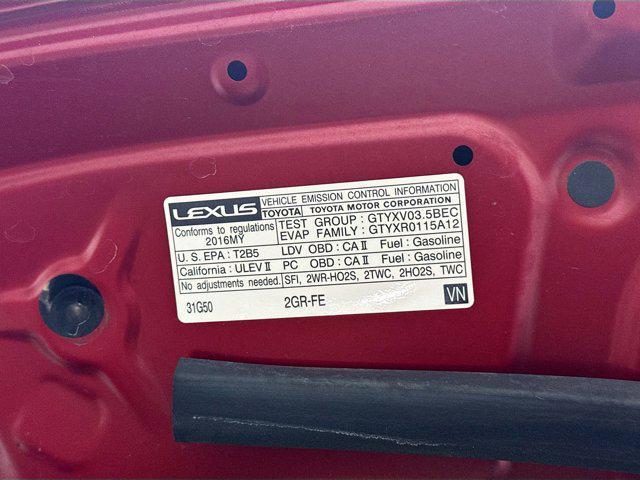 LEXUS VEHICLE EMISSION CONTROL INFORMATION
TOYOTA TOYOTA MOTOR CORPORATION
Conforms to regulations TEST GROUP : GTYXV03.5BEC
2016MY EVAP FAMILY : GTYXR0115A12
U. S. EPA : T2B5 LDV OBD : CA II Fuel : Gasoline
California : ULEV II PC OBD : CA II Fuel : Gasoline
No adjustments needed. SFI, 2WR-HO2S, 2TWC, 2HO2S, TWC
31G50 2GR-FE VN